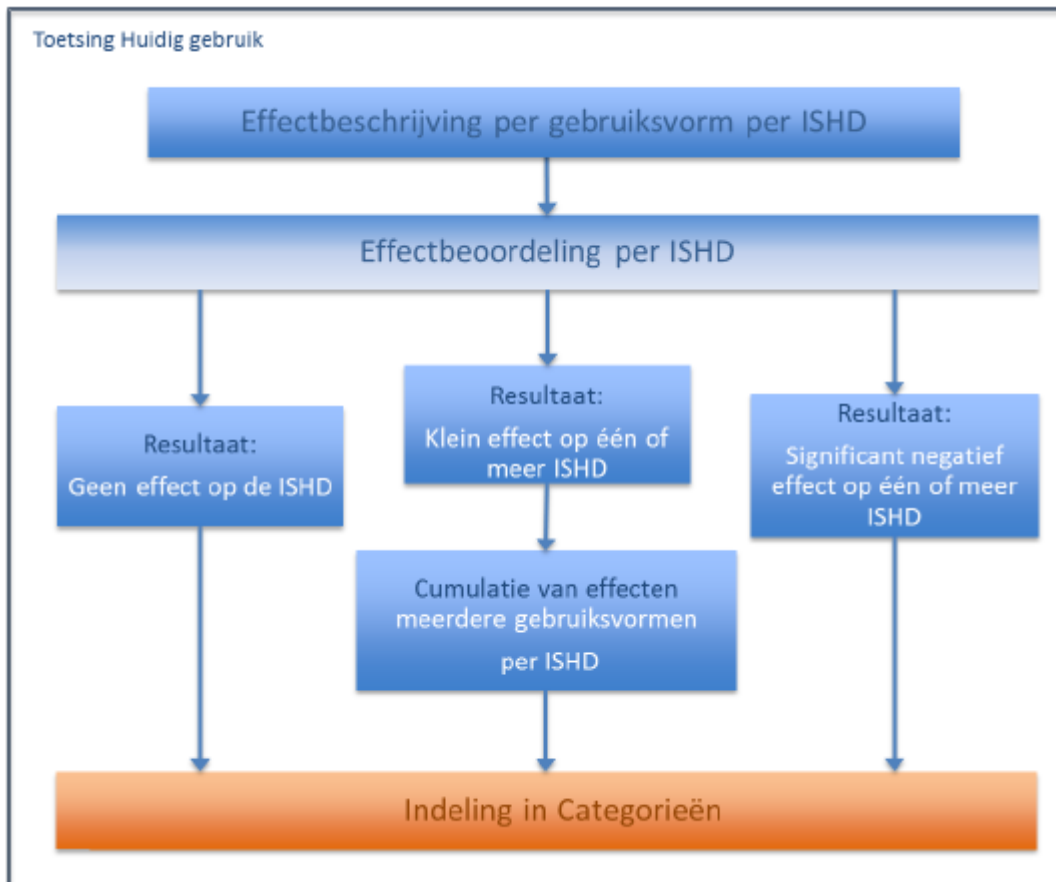 Toetsing Huidig gebruik
Effectbeschrijving per gebruiksvorm per ISHD
Effectbeoordeling per ISHD
Resultaat:
Geen effect op de ISHD
Resultaat:
Klein effect op één of
meer ISHD
Resultaat:
Significant negatief
effect op één of meer
ISHD
Cumulatie van effecten
meerdere gebruiksvormen
per ISHD
Indeling in Categorieën